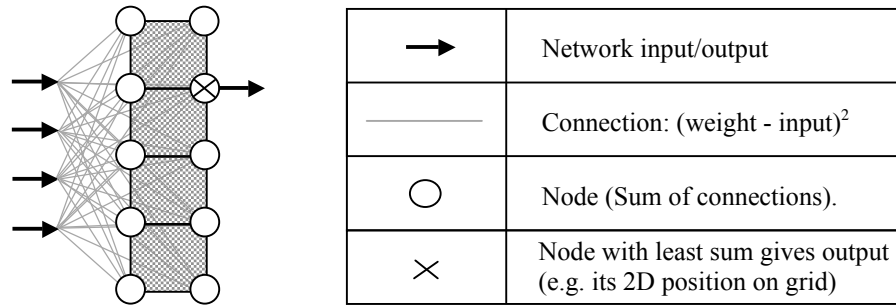 Network input/output
Connection: (weight - input)²
Node (Sum of connections).
Node with least sum gives output
(e.g. its 2D position on grid)